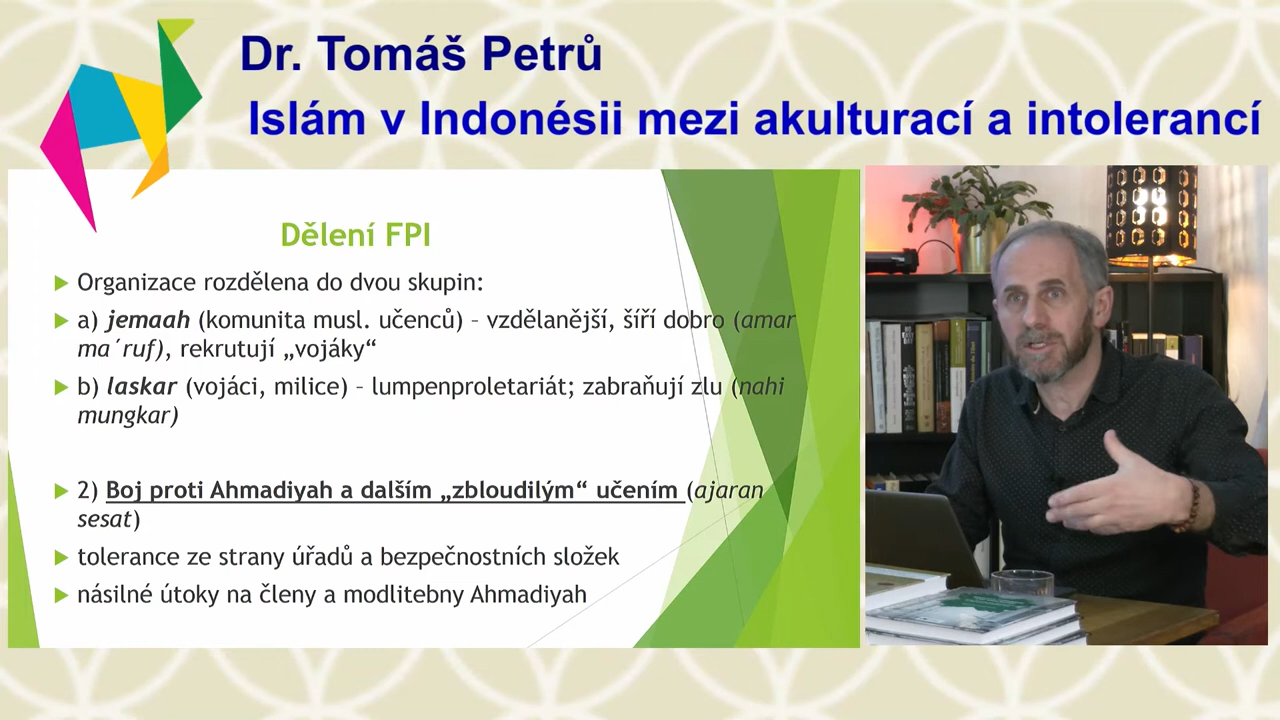 Dr. Tomáš Petrů
Islám v Indonésii mezi akulturací a intolerancí
Dělení FPI
Organizace rozdělena do dvou skupin:
a) jemaah (komunita musl. učenců) – vzdělanější, šíří dobro (amar
ma´ruf), rekrutují „vojáky“
b) laskar (vojáci, milice) – lumpenproletariát; zabraňují zlu (nahi
mungkar)
2) Boj proti Ahmadiyah a dalším „zbloudilým“ učením (ajaran
sesat)
tolerance ze strany úřadů a bezpečnostních složek
násilné útoky na členy a modlitebny Ahmadiyah